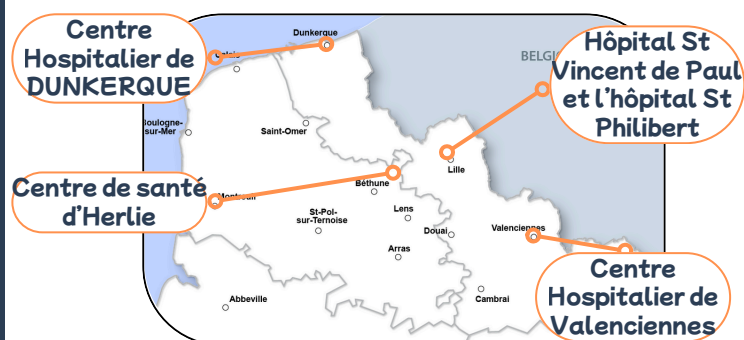 Centre
Hospitalier de
DUNKERQUE
Dunkerque
Calais
BELGI
Hôpital St
Vincent de Paul
et l'hôpital St
Philibert
Boulogne-
sur-Mer
Saint-Omer
Lille
Centre de santé
d'Herlie
Montreuil
Béthune
St-Pol-
sur-Ternoise
Lens
Douai
Valenciennes
Arras
Centre
Hospitalier de
Valenciennes
Abbeville
Cambrai